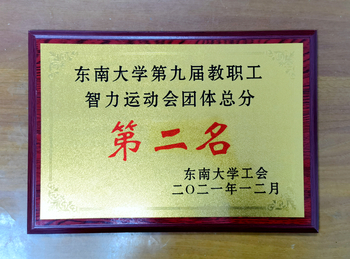 东南大学第九届教职工
智力运动会团体总分
第二名
东南大学工会
二〇二一年一二月